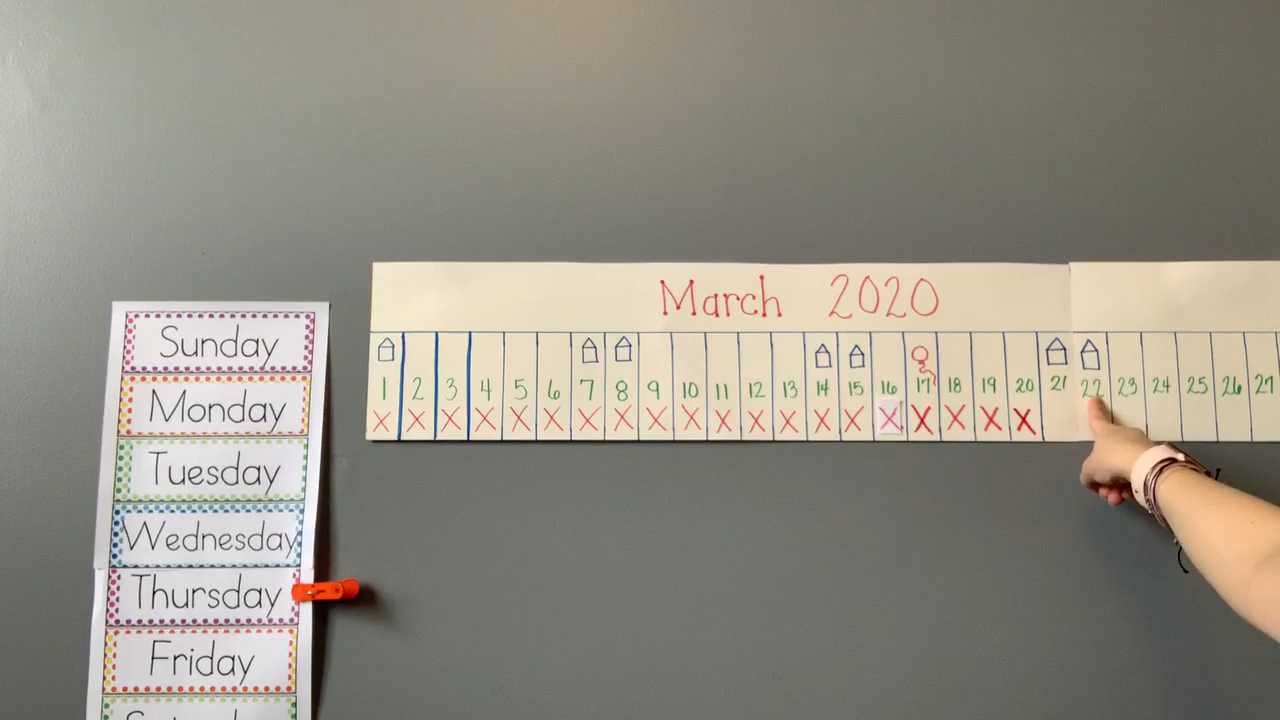 March 2020
1 2 3 4 5 6 7 8 9 10 11 12 13 14 15 16 17 18 19 20 21 22 23 24 25 26 27
X X X X X X X X X X X X X X X X X X X X
Sunday
Monday
Tuesday
Wednesday
Thursday
Friday